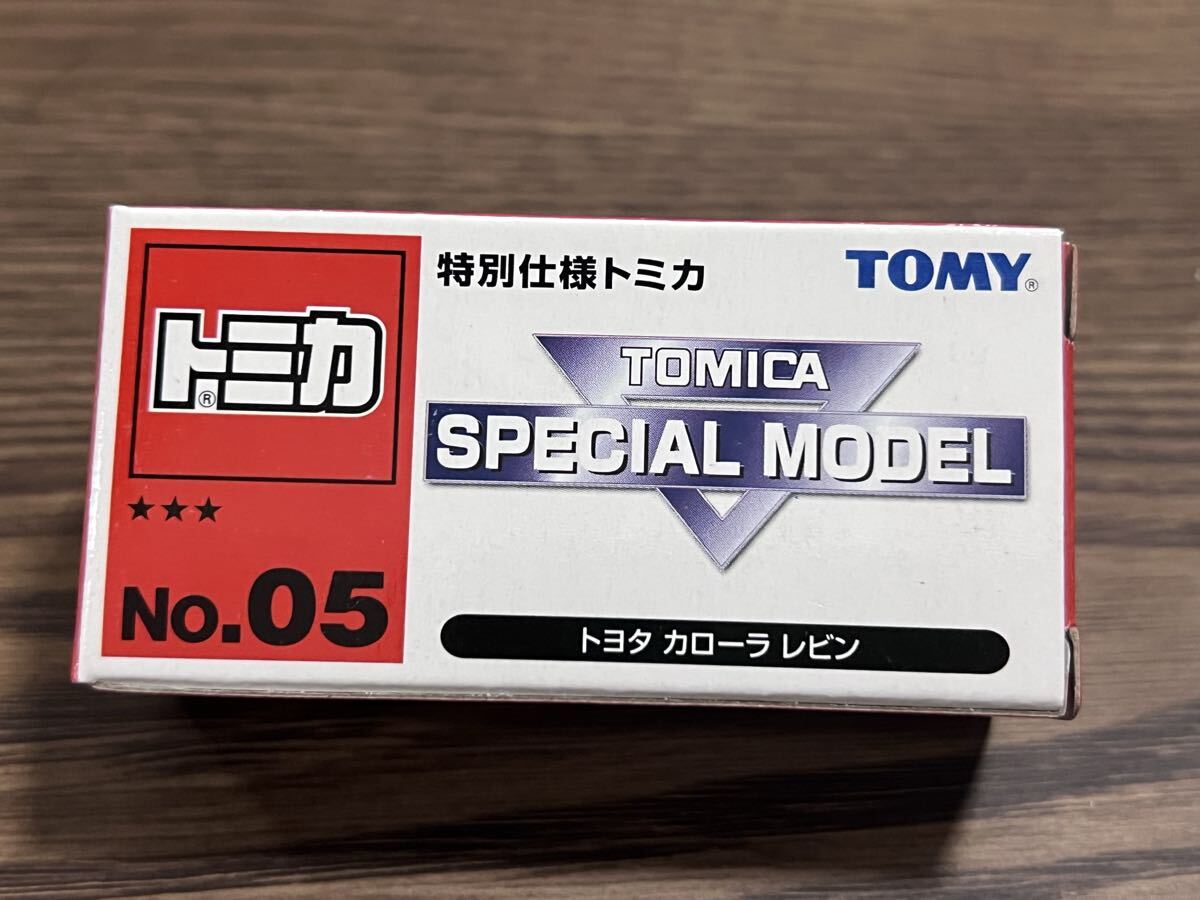 トミカ®
★★★
No.05
特別仕様トミカ
TOMY®
TOMICA
SPECIAL MODEL
トヨタ カローラ レビン